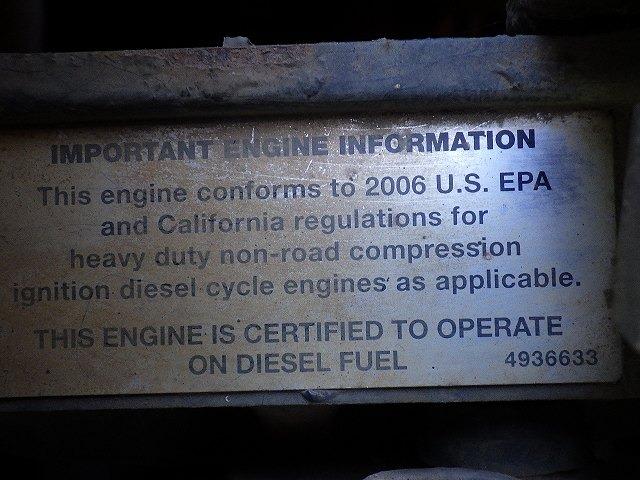 IMPORTANT ENGINE INFORMATION
This engine conforms to 2006 U.S. EPA
and California regulations for
heavy duty non-road compression
ignition diesel cycle engines as applicable.
THIS ENGINE IS CERTIFIED TO OPERATE
ON DIESEL FUEL 4936633